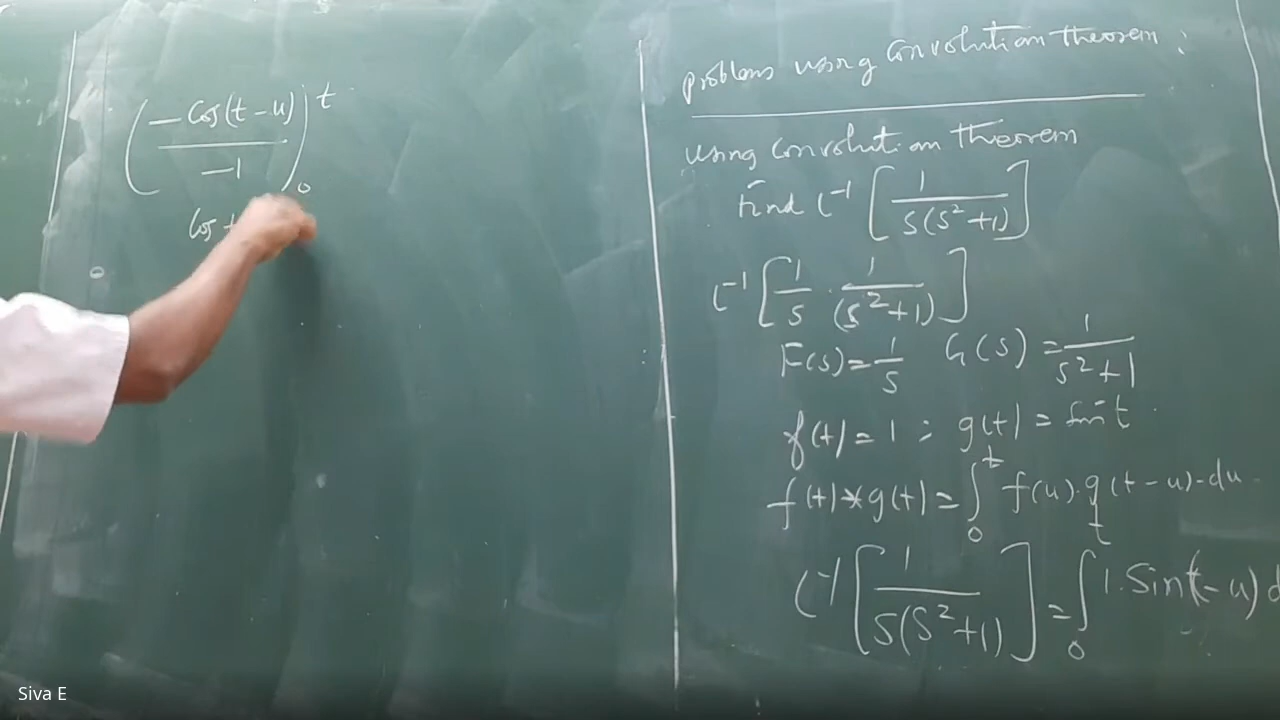 problems using convolution theorem :
using convolution theorem
Find L⁻¹ [ 1 / s(s² + 1) ]
L⁻¹ [ 1/s · 1/(s² + 1) ]
F(s) = 1/s G(s) = 1/(s² + 1)
f(t) = 1 ; g(t) = sin t
f(t) * g(t) = ∫₀ᵗ f(u) · g(t - u) · du
L⁻¹ [ 1 / s(s² + 1) ] = ∫₀ᵗ 1 · sin(t - u) d
( - cos(t - u) / -1 )₀ᵗ
cos
Siva E